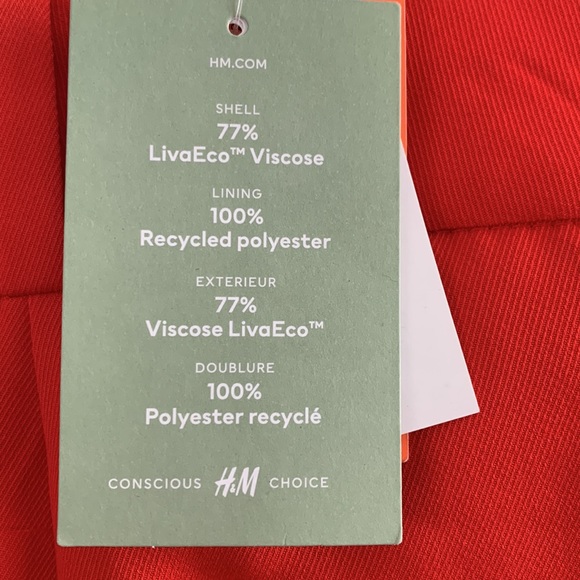 HM.COM
SHELL
77%
LivaEco™ Viscose
LINING
100%
Recycled polyester
EXTERIEUR
77%
Viscose LivaEco™
DOUBLURE
100%
Polyester recyclé
CONSCIOUS H&M CHOICE